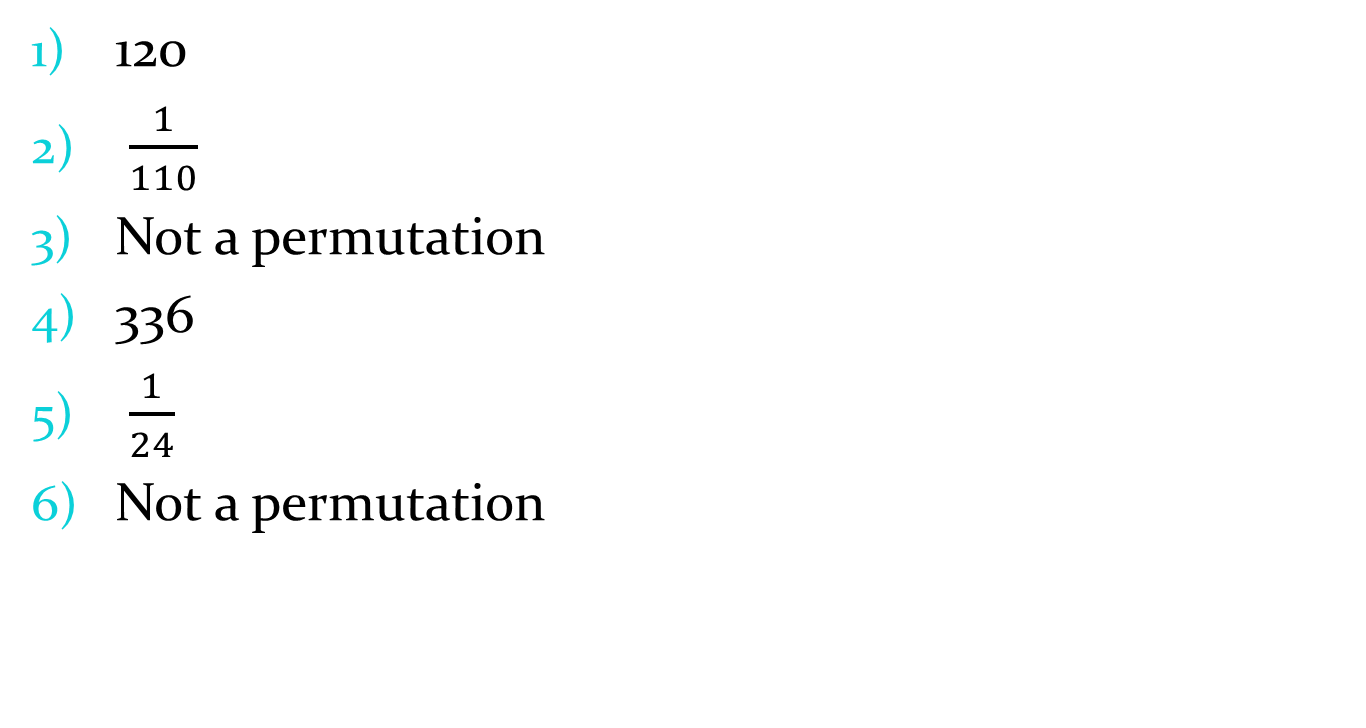 1) 120
2) 1/110
3) Not a permutation
4) 336
5) 1/24
6) Not a permutation